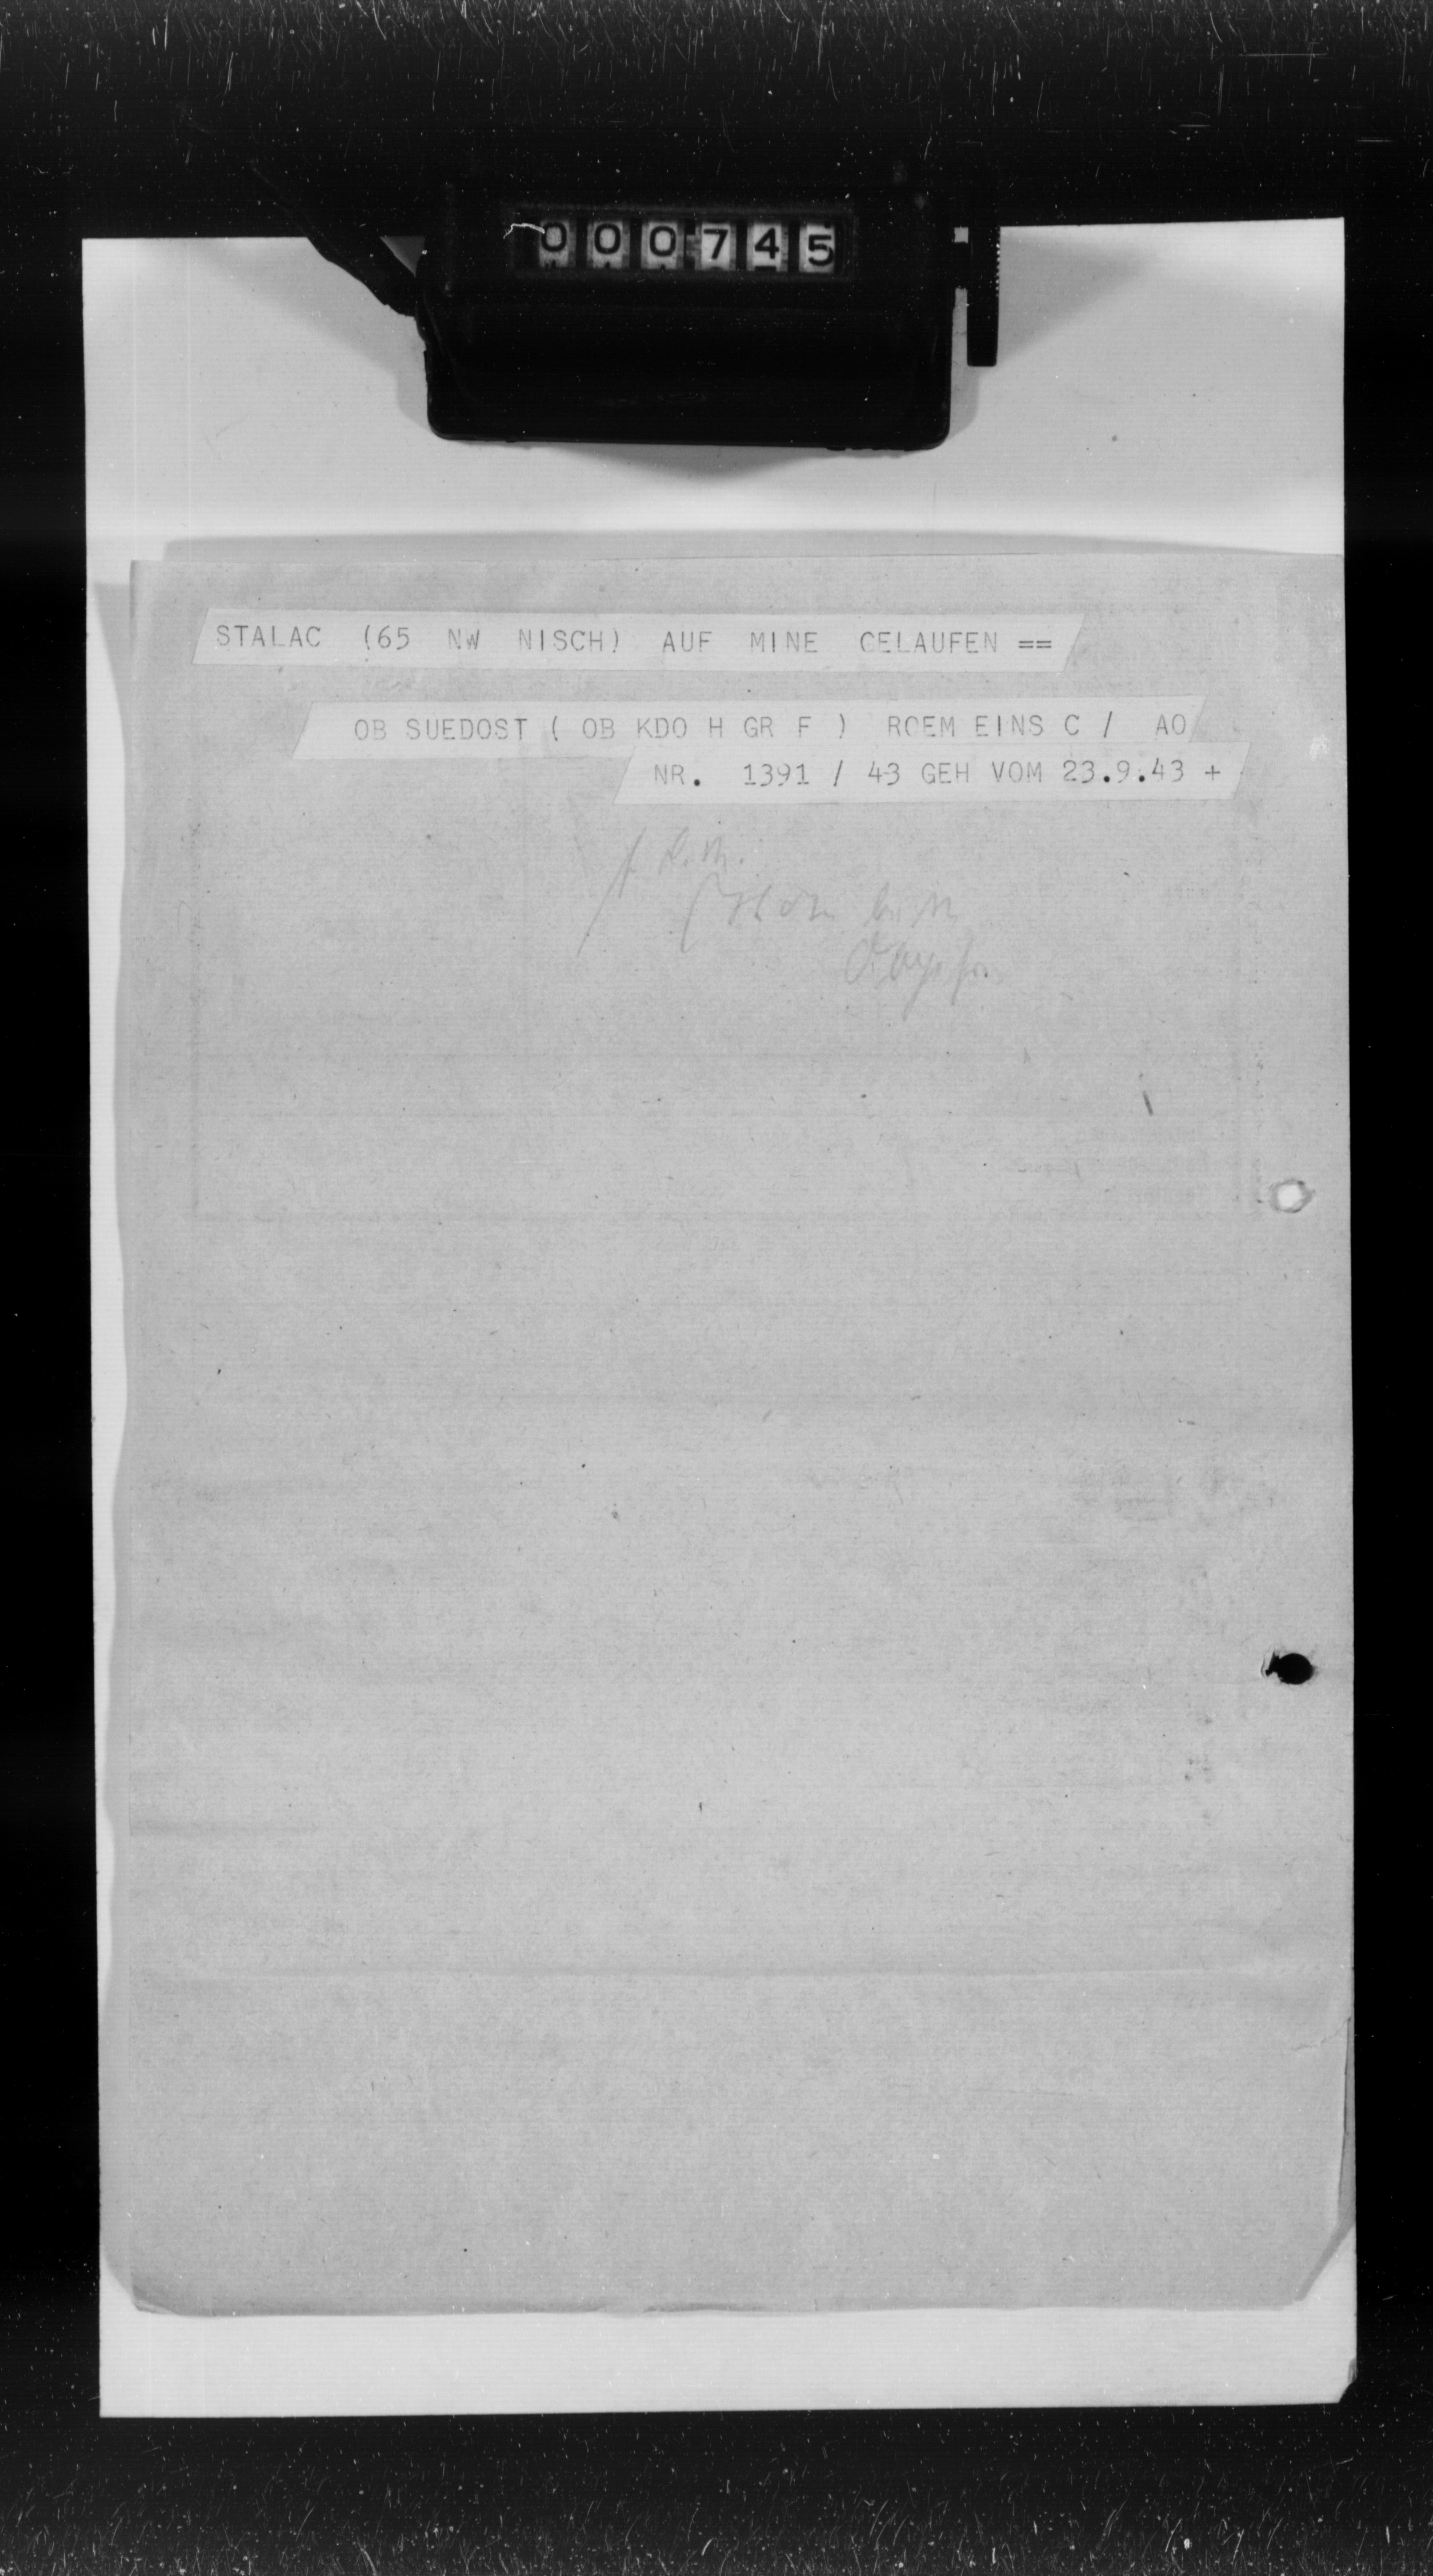 000745
STALAC (65 NW NISCH) AUF MINE GELAUFEN ==
OB SUEDOST ( OB KDO H GR F ) ROEM EINS C / AO
NR. 1391 / 43 GEH VOM 23.9.43 +